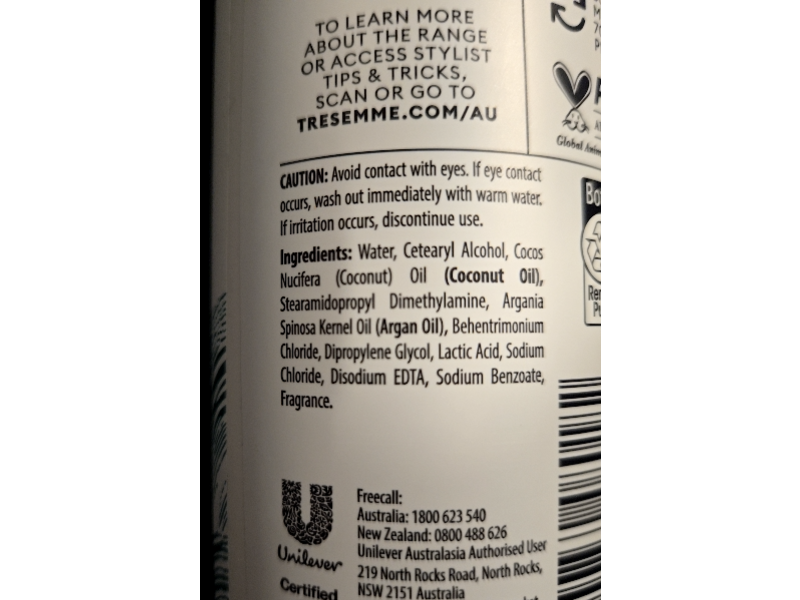 TO LEARN MORE
ABOUT THE RANGE
OR ACCESS STYLIST
TIPS & TRICKS,
SCAN OR GO TO
TRESEMME.COM/AU
Global
CAUTION: Avoid contact with eyes. If eye contact
occurs, wash out immediately with warm water.
If irritation occurs, discontinue use.
Ingredients: Water, Cetearyl Alcohol, Cocos
Nucifera (Coconut) Oil (Coconut Oil),
Stearamidopropyl Dimethylamine, Argania
Spinosa Kernel Oil (Argan Oil), Behentrimonium
Chloride, Dipropylene Glycol, Lactic Acid, Sodium
Chloride, Disodium EDTA, Sodium Benzoate,
Fragrance.
Unilever
Certified
Freecall:
Australia: 1800 623 540
New Zealand: 0800 488 626
Unilever Australasia Authorised User
219 North Rocks Road, North Rocks,
NSW 2151 Australia